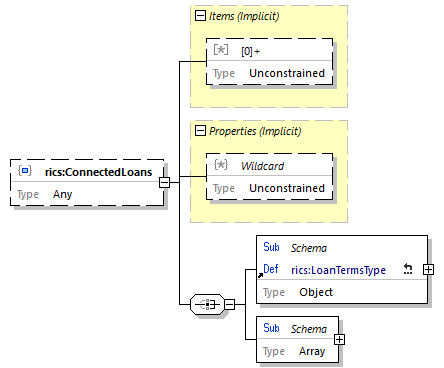 Items (Implicit)
[*] [0]+
Type Unconstrained
Properties (Implicit)
{*} Wildcard
Type Unconstrained
rics:ConnectedLoans
Type Any
Sub Schema
Def rics:LoanTermsType
Type Object
Sub Schema
Type Array